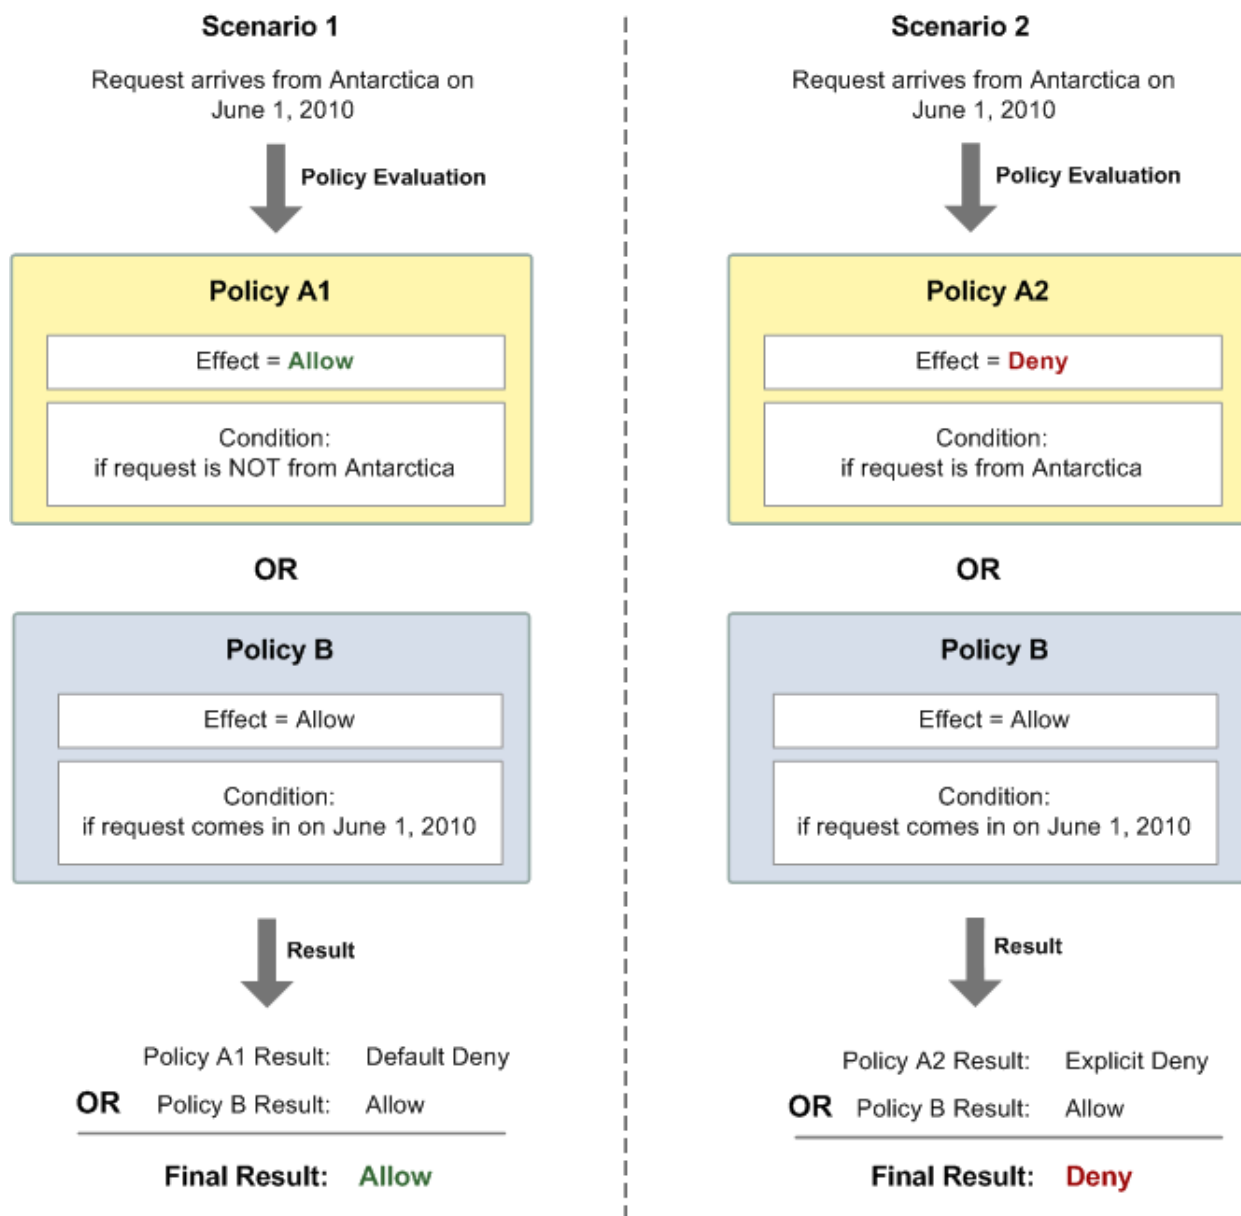 Scenario 1
Request arrives from Antarctica on
June 1, 2010
Policy Evaluation
Policy A1
Effect = Allow
Condition:
if request is NOT from Antarctica
OR
Policy B
Effect = Allow
Condition:
if request comes in on June 1, 2010
Result
Policy A1 Result: Default Deny
OR Policy B Result: Allow
Final Result: Allow
Scenario 2
Request arrives from Antarctica on
June 1, 2010
Policy Evaluation
Policy A2
Effect = Deny
Condition:
if request is from Antarctica
OR
Policy B
Effect = Allow
Condition:
if request comes in on June 1, 2010
Result
Policy A2 Result: Explicit Deny
OR Policy B Result: Allow
Final Result: Deny